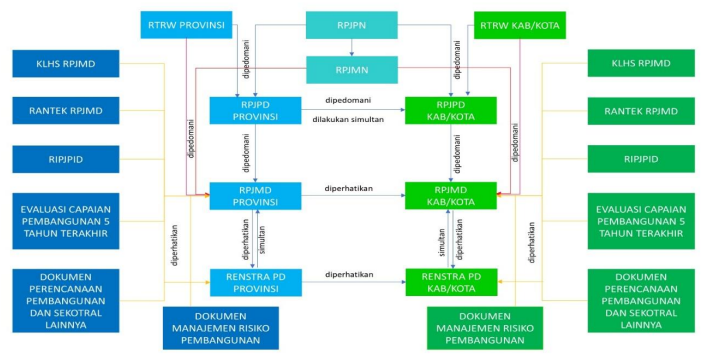 RTRW PROVINSI
RPJPN
RTRW KAB/KOTA
KLHS RPJMD
dipedomani
dipedomani
KLHS RPJMD
RPJMN
RANTEK RPJMD
RPJPD
PROVINSI
dipedomani
dilakukan simultan
RPJPD
KAB/KOTA
RANTEK RPJMD
dipedomani
dipedomani
dipedomani
dipedomani
RIPJPID
RIPJPID
EVALUASI CAPAIAN
PEMBANGUNAN 5
TAHUN TERAKHIR
RPJMD
PROVINSI
diperhatikan
RPJMD
KAB/KOTA
EVALUASI CAPAIAN
PEMBANGUNAN 5
TAHUN TERAKHIR
diperhatikan
diperhatikan
simultan
simultan
diperhatikan
diperhatikan
DOKUMEN
PERENCANAAN
PEMBANGUNAN
DAN SEKOTRAL
LAINNYA
RENSTRA PD
PROVINSI
diperhatikan
RENSTRA PD
KAB/KOTA
DOKUMEN
PERENCANAAN
PEMBANGUNAN
DAN SEKOTRAL
LAINNYA
DOKUMEN
MANAJEMEN RISIKO
PEMBANGUNAN
DOKUMEN
MANAJEMEN RISIKO
PEMBANGUNAN